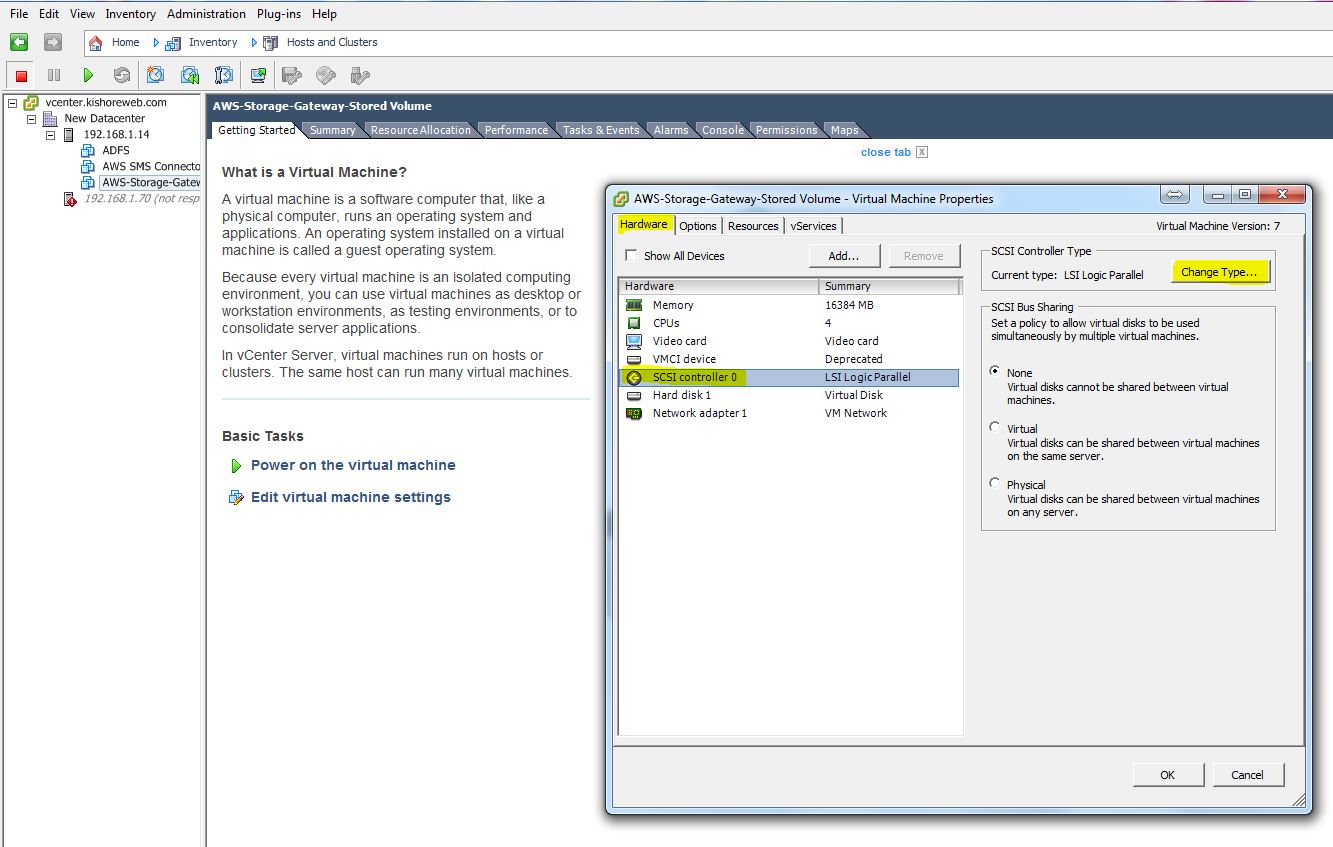 File Edit View Inventory Administration Plug-ins Help
Home Inventory Hosts and Clusters
vcenter.kishoreweb.com
New Datacenter
192.168.1.14
ADFS
AWS SMS Connecto
AWS-Storage-Gatew
192.168.1.70 (not resp
AWS-Storage-Gateway-Stored Volume
Getting Started Summary Resource Allocation Performance Tasks & Events Alarms Console Permissions Maps
close tab X
What is a Virtual Machine?
A virtual machine is a software computer that, like a
physical computer, runs an operating system and
applications. An operating system installed on a virtual
machine is called a guest operating system.
Because every virtual machine is an isolated computing
environment, you can use virtual machines as desktop or
workstation environments, as testing environments, or to
consolidate server applications.
In vCenter Server, virtual machines run on hosts or
clusters. The same host can run many virtual machines.
Basic Tasks
Power on the virtual machine
Edit virtual machine settings
AWS-Storage-Gateway-Stored Volume - Virtual Machine Properties
Hardware Options Resources vServices
Virtual Machine Version: 7
Show All Devices Add... Remove
Hardware Summary
Memory 16384 MB
CPUs 4
Video card Video card
VMCI device Deprecated
SCSI controller 0 LSI Logic Parallel
Hard disk 1 Virtual Disk
Network adapter 1 VM Network
SCSI Controller Type
Current type: LSI Logic Parallel Change Type...
SCSI Bus Sharing
Set a policy to allow virtual disks to be used
simultaneously by multiple virtual machines.
None
Virtual disks cannot be shared between virtual
machines.
Virtual
Virtual disks can be shared between virtual machines
on the same server.
Physical
Virtual disks can be shared between virtual machines
on any server.
OK Cancel